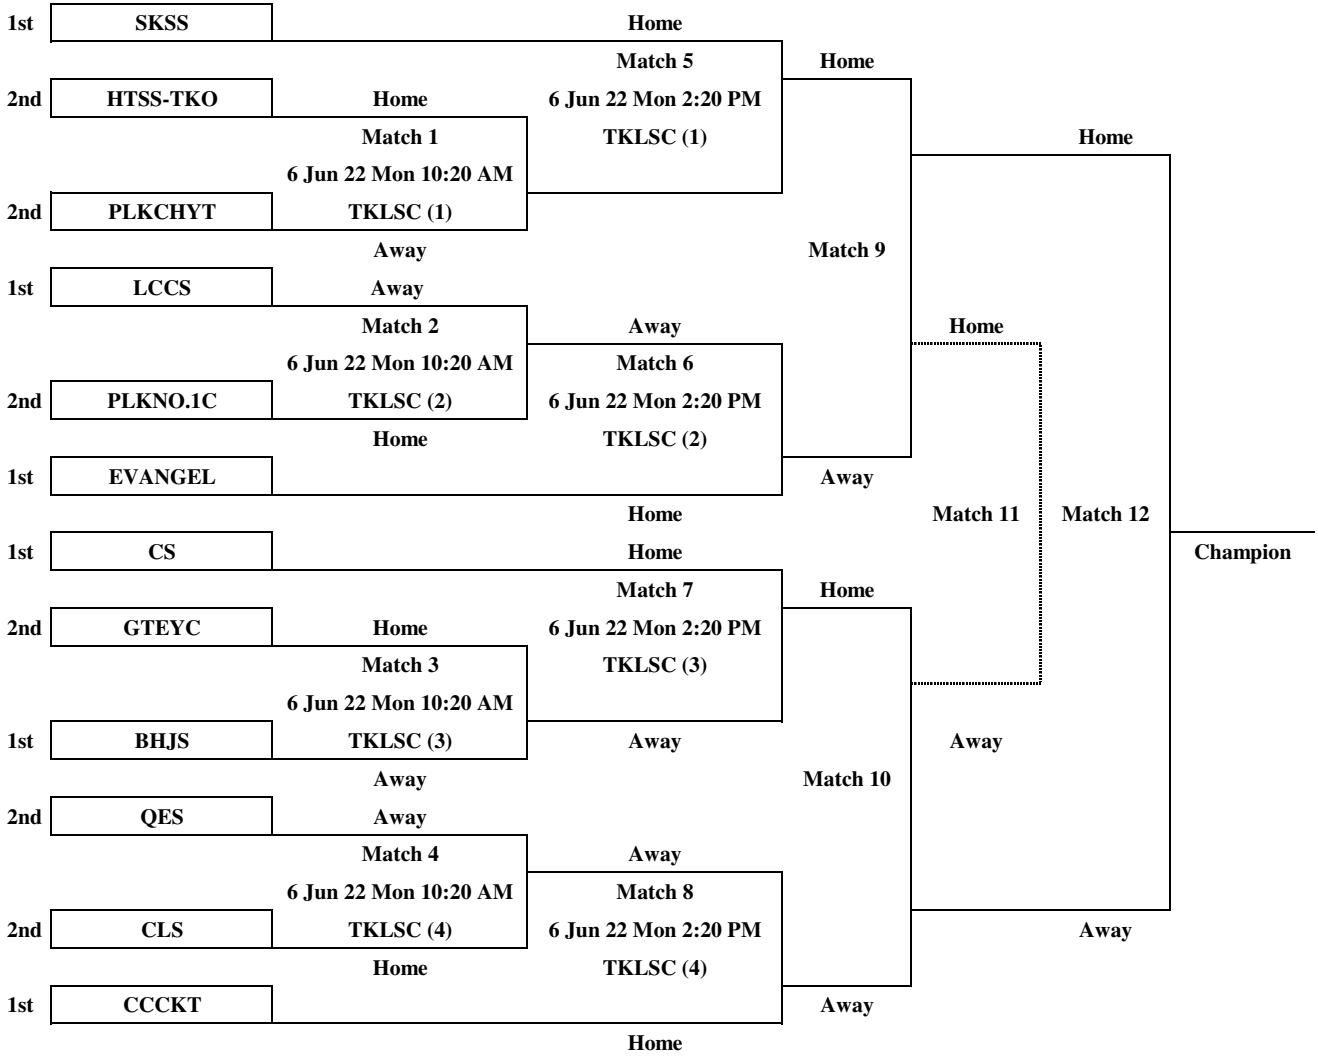 1st SKSS Home
Match 5 Home
2nd HTSS-TKO Home 6 Jun 22 Mon 2:20 PM
Match 1 TKLSC (1) Home
6 Jun 22 Mon 10:20 AM
2nd PLKCHYT TKLSC (1)
Away Match 9
1st LCCS Away
Match 2 Away Home
6 Jun 22 Mon 10:20 AM Match 6
2nd PLKNO.1C TKLSC (2) 6 Jun 22 Mon 2:20 PM
Home TKLSC (2)
1st EVANGEL Away
Home Match 11 Match 12
1st CS Home Champion
Match 7 Home
2nd GTEYC Home 6 Jun 22 Mon 2:20 PM
Match 3 TKLSC (3)
6 Jun 22 Mon 10:20 AM
1st BHJS TKLSC (3) Away Away
Away Match 10
2nd QES Away
Match 4 Away
6 Jun 22 Mon 10:20 AM Match 8
2nd CLS TKLSC (4) 6 Jun 22 Mon 2:20 PM Away
Home TKLSC (4)
1st CCCKT Away
Home